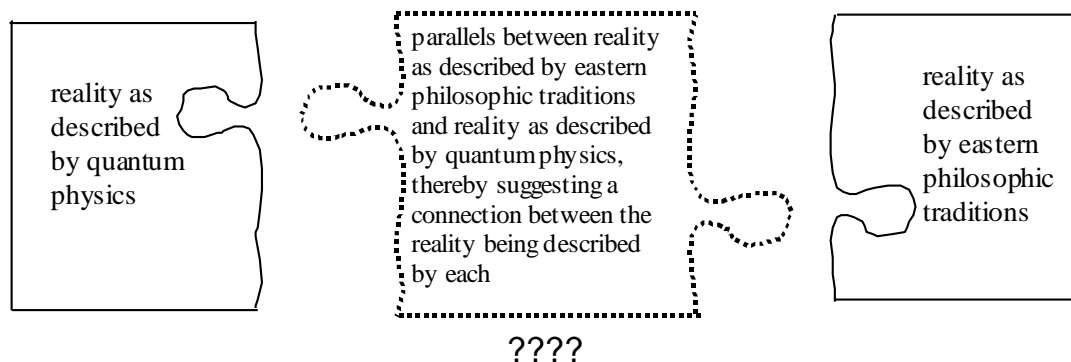 reality as
described
by quantum
physics
parallels between reality
as described by eastern
philosophic traditions
and reality as described
by quantum physics,
thereby suggesting a
connection between the
reality being described
by each
reality as
described
by eastern
philosophic
traditions
????